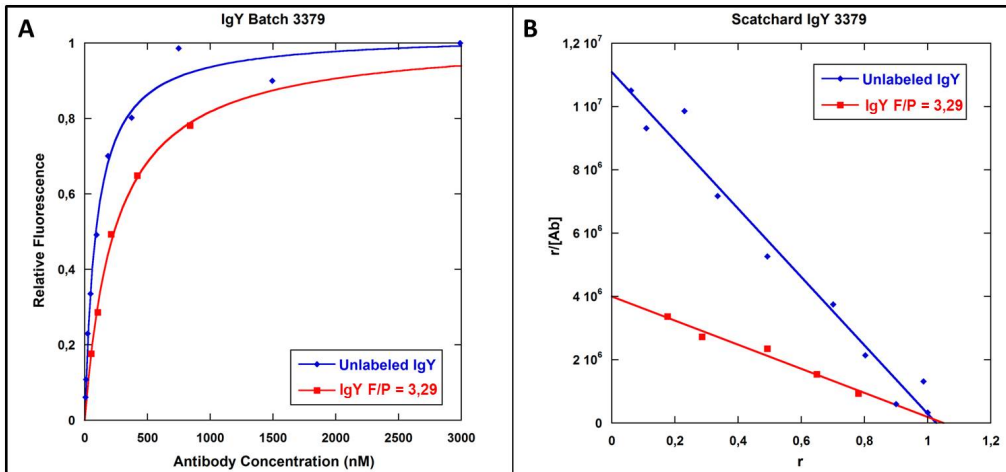 A
IgY Batch 3379
Relative Fluorescence
1
0,8
0,6
0,4
0,2
0
0 500 1000 1500 2000 2500 3000
Antibody Concentration (nM)
Unlabeled IgY
IgY F/P = 3,29
B
Scatchard IgY 3379
r/[Ab]
1,2 10⁷
1 10⁷
8 10⁶
6 10⁶
4 10⁶
2 10⁶
0
0 0,2 0,4 0,6 0,8 1 1,2
r
Unlabeled IgY
IgY F/P = 3,29